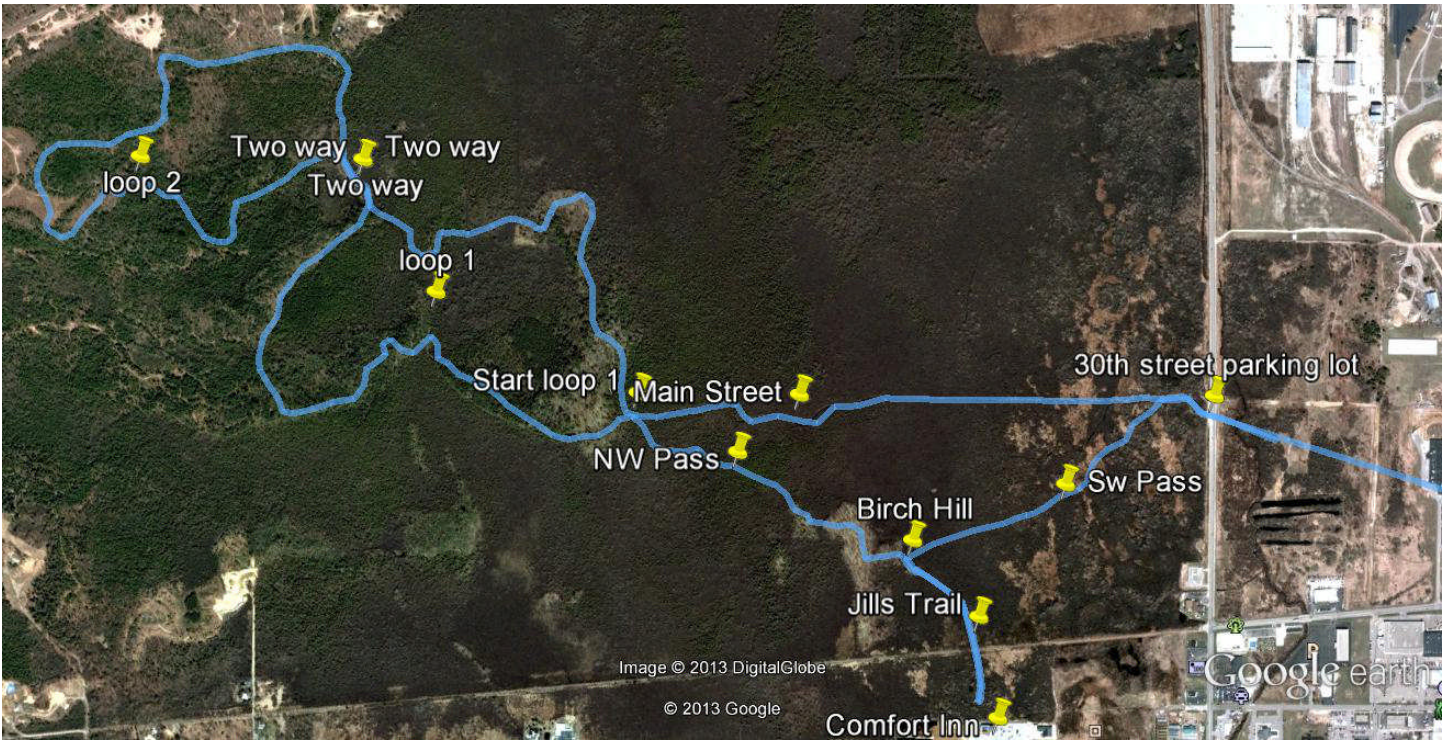 Two way
Two way
loop 2
Two way
loop 1
30th street parking lot
Start loop 1
Main Street
NW Pass
Sw Pass
Birch Hill
Jills Trail
Image © 2013 DigitalGlobe
© 2013 Google
Google earth
Comfort Inn